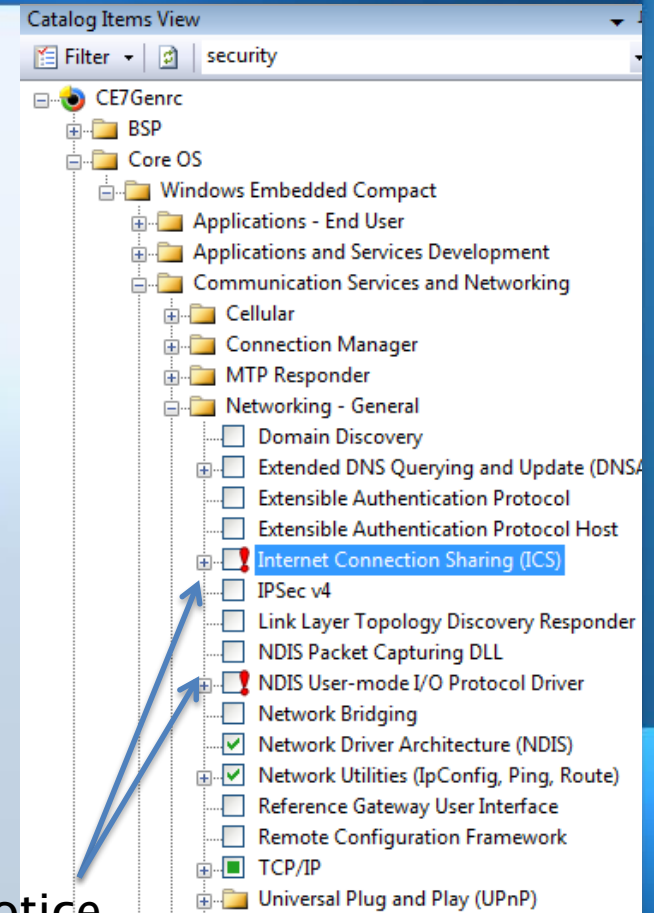 Catalog Items View
Filter security
CE7Genrc
BSP
Core OS
Windows Embedded Compact
Applications - End User
Applications and Services Development
Communication Services and Networking
Cellular
Connection Manager
MTP Responder
Networking - General
Domain Discovery
Extended DNS Querying and Update (DNSA
Extensible Authentication Protocol
Extensible Authentication Protocol Host
Internet Connection Sharing (ICS)
IPSec v4
Link Layer Topology Discovery Responder
NDIS Packet Capturing DLL
NDIS User-mode I/O Protocol Driver
Network Bridging
Network Driver Architecture (NDIS)
Network Utilities (IpConfig, Ping, Route)
Reference Gateway User Interface
Remote Configuration Framework
TCP/IP
Universal Plug and Play (UPnP)